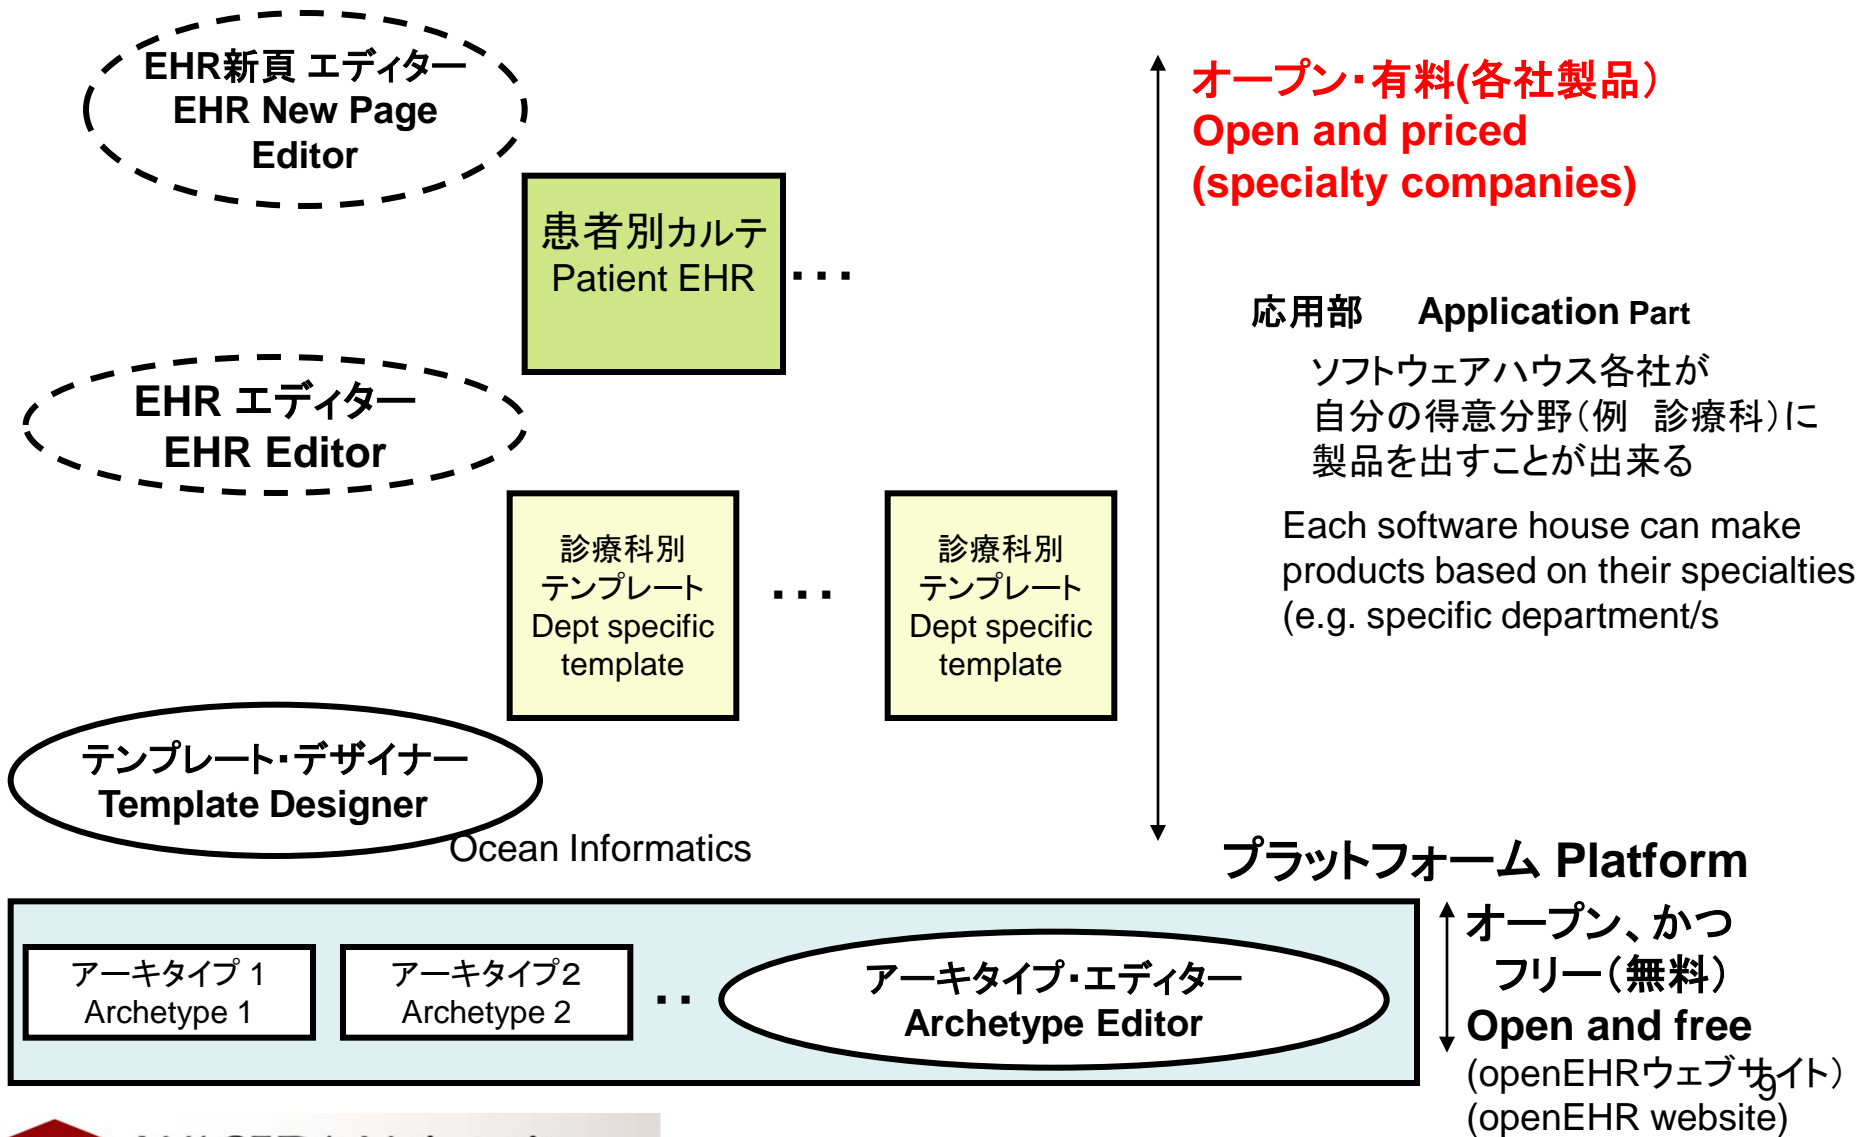 EHR新頁 エディター
EHR New Page
Editor
オープン・有料(各社製品）
Open and priced
(specialty companies)
患者別カルテ
Patient EHR
...
応用部 Application Part
ソフトウェアハウス各社が
自分の得意分野（例 診療科）に
製品を出すことが出来る
Each software house can make
products based on their specialties
(e.g. specific department/s
EHR エディター
EHR Editor
診療科別
テンプレート
Dept specific
template
...
診療科別
テンプレート
Dept specific
template
テンプレート・デザイナー
Template Designer
Ocean Informatics
プラットフォーム Platform
アーキタイプ 1
Archetype 1
アーキタイプ２
Archetype 2
..
アーキタイプ・エディター
Archetype Editor
オープン、かつ
フリー（無料）
Open and free
(openEHRウェブサイト）
(openEHR website)
9